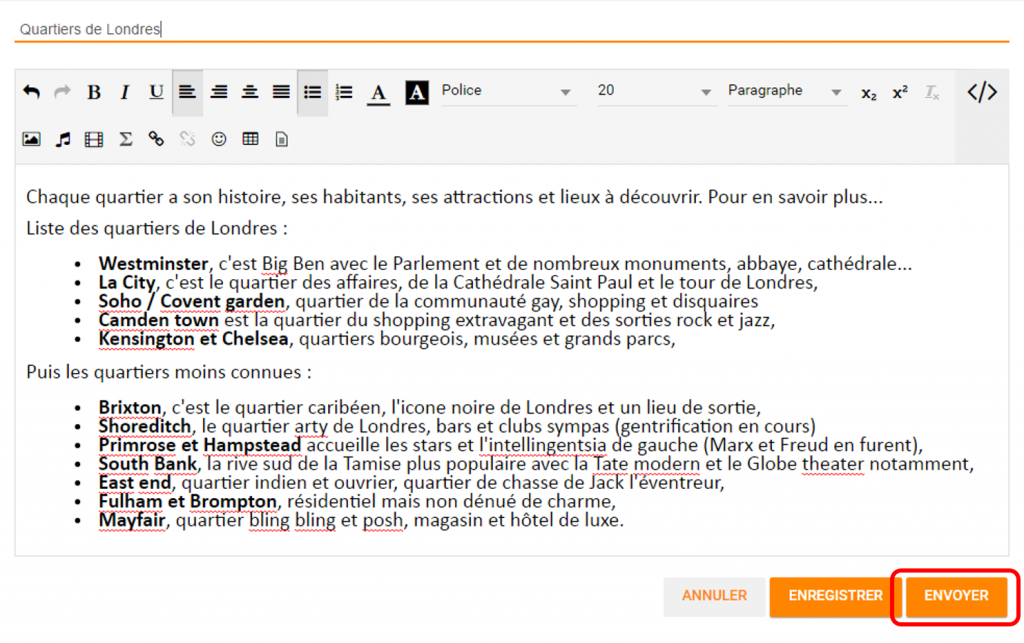 Quartiers de Londres
B I U A A Police 20 Paragraphe x₂ x² Tx </>
Σ
Chaque quartier a son histoire, ses habitants, ses attractions et lieux à découvrir. Pour en savoir plus...
Liste des quartiers de Londres :
• Westminster, c'est Big Ben avec le Parlement et de nombreux monuments, abbaye, cathédrale...
• La City, c'est le quartier des affaires, de la Cathédrale Saint Paul et le tour de Londres,
• Soho / Covent garden, quartier de la communauté gay, shopping et disquaires
• Camden town est la quartier du shopping extravagant et des sorties rock et jazz,
• Kensington et Chelsea, quartiers bourgeois, musées et grands parcs,
Puis les quartiers moins connues :
• Brixton, c'est le quartier caribéen, l'icone noire de Londres et un lieu de sortie,
• Shoreditch, le quartier arty de Londres, bars et clubs sympas (gentrification en cours)
• Primrose et Hampstead accueille les stars et l'intellingentsia de gauche (Marx et Freud en furent),
• South Bank, la rive sud de la Tamise plus populaire avec la Tate modern et le Globe theater notamment,
• East end, quartier indien et ouvrier, quartier de chasse de Jack l'éventreur,
• Fulham et Brompton, résidentiel mais non dénué de charme,
• Mayfair, quartier bling bling et posh, magasin et hôtel de luxe.
ANNULER ENREGISTRER ENVOYER